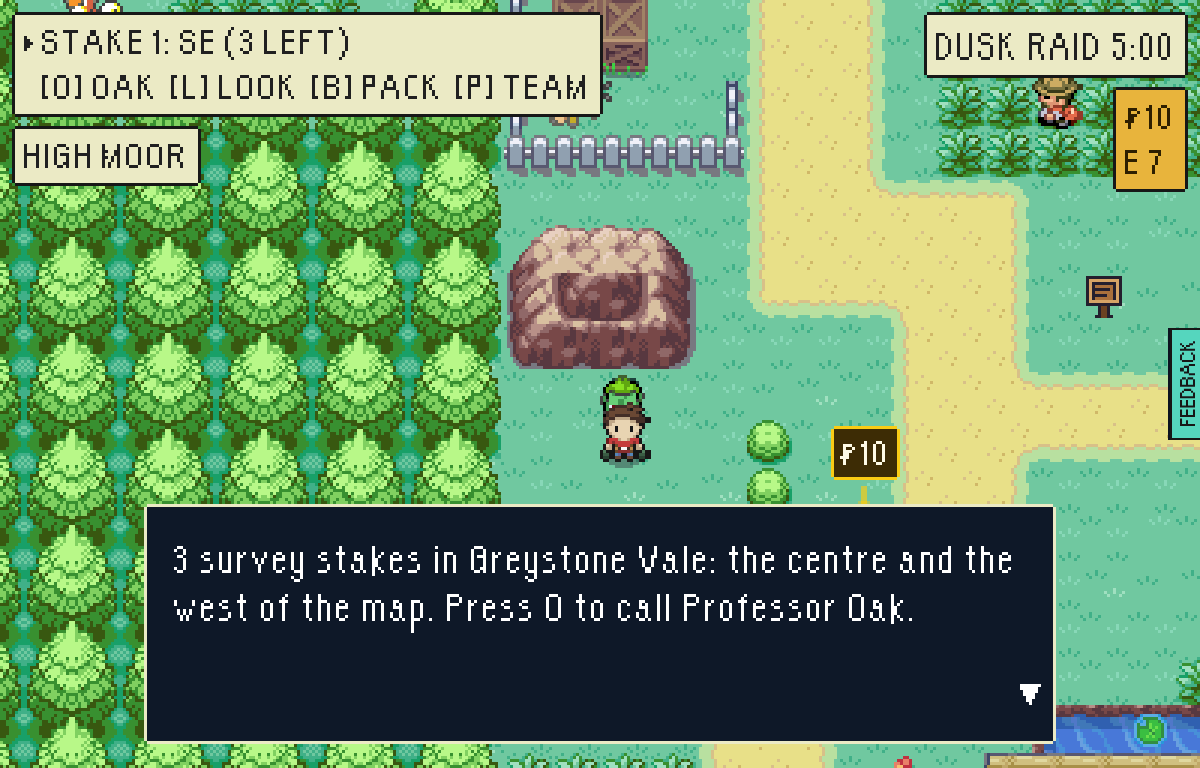 ▸STAKE 1: SE (3 LEFT)
[O] OAK [L] LOOK [B] PACK [P] TEAM
DUSK RAID 5:00
HIGH MOOR
₽10
E 7
FEEDBACK
₽10
3 survey stakes in Greystone Vale: the centre and the
west of the map. Press O to call Professor Oak.